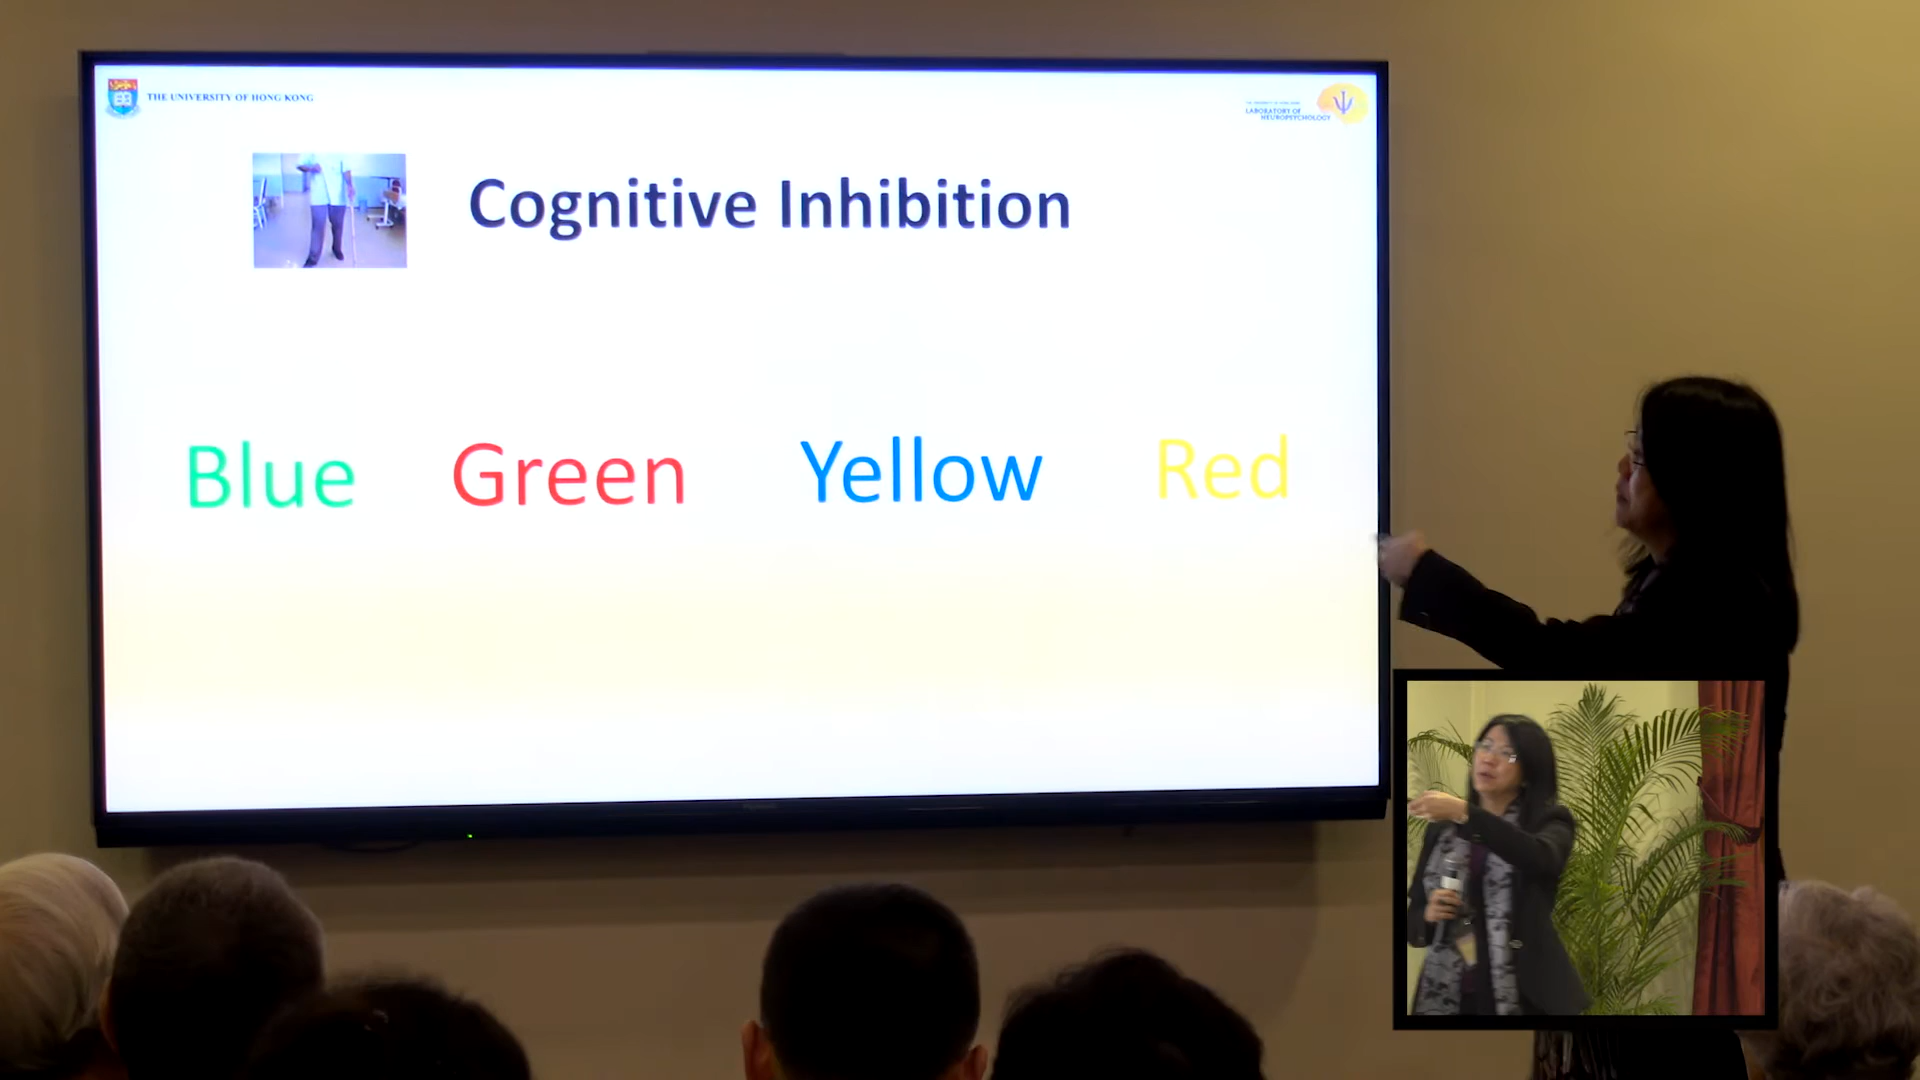 THE UNIVERSITY OF HONG KONG
LABORATORY OF
NEUROPSYCHOLOGY
Cognitive Inhibition
Blue Green Yellow Red